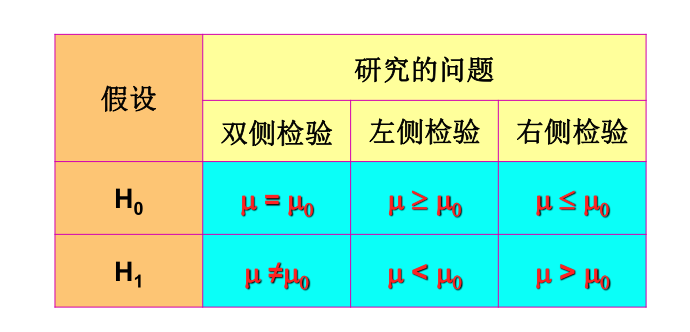 假设
研究的问题
双侧检验 左侧检验 右侧检验
H₀ μ = μ₀ μ ≥ μ₀ μ ≤ μ₀
H₁ μ ≠μ₀ μ < μ₀ μ > μ₀